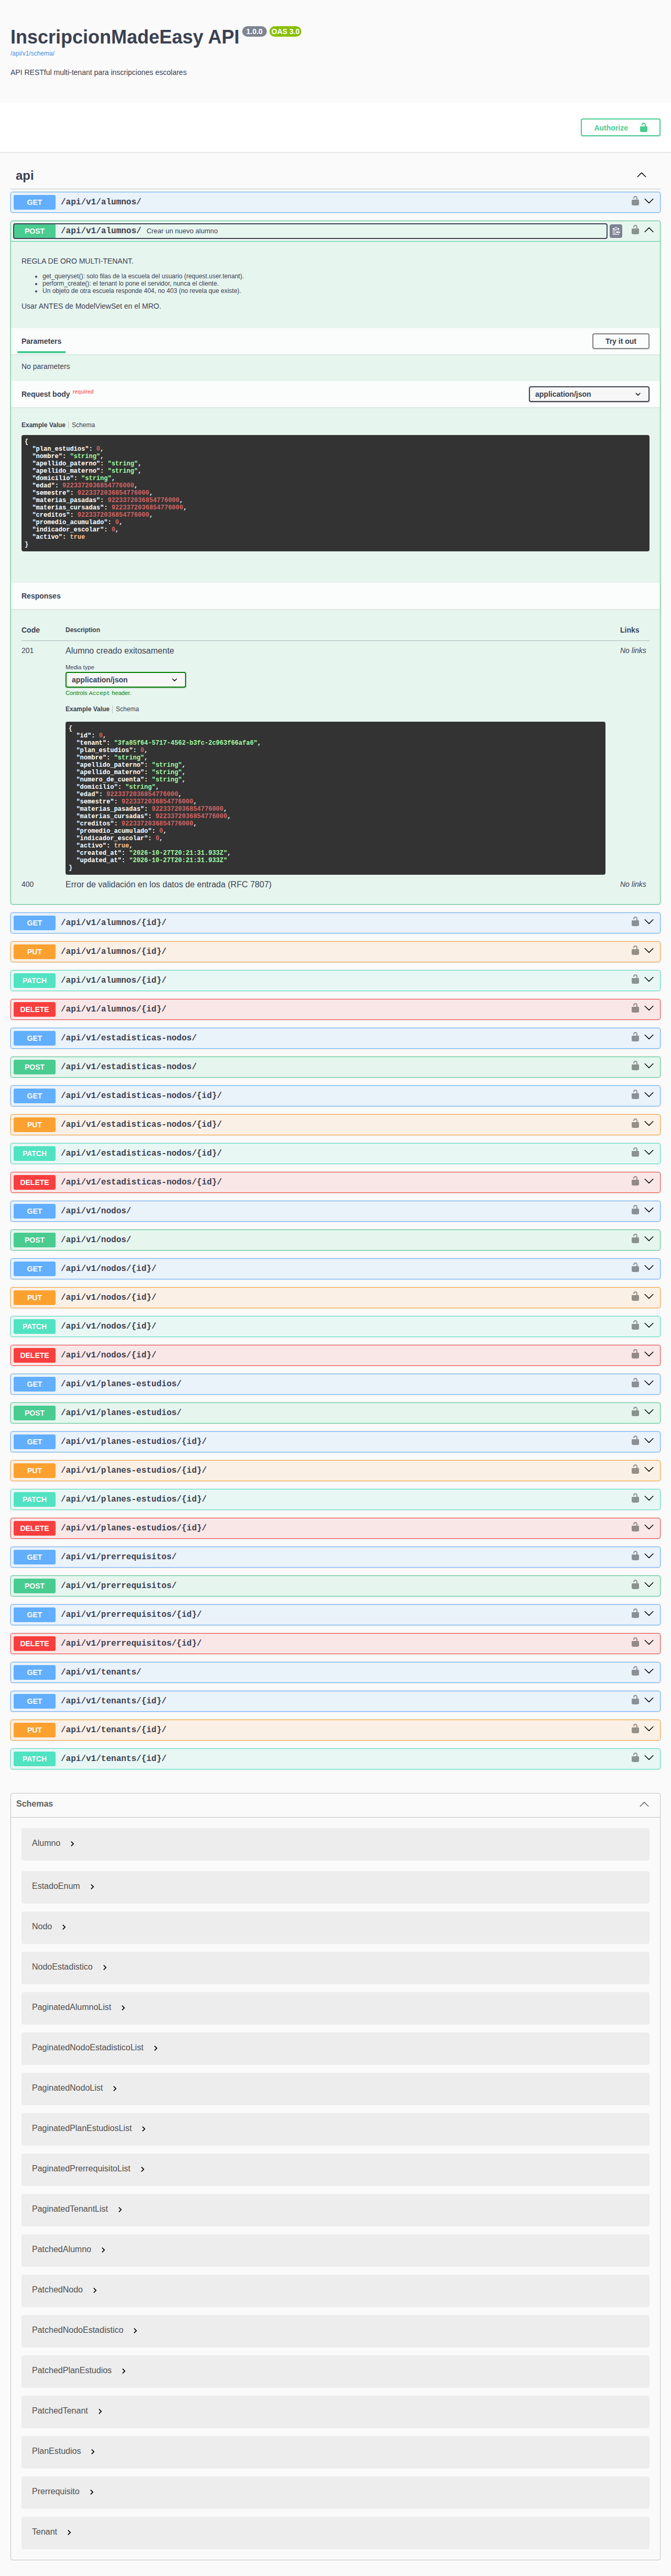 InscripcionMadeEasy API 1.0.0 OAS 3.0
/api/v1/schema/
API RESTful multi-tenant para inscripciones escolares
Authorize
api
GET /api/v1/alumnos/
POST /api/v1/alumnos/ Crear un nuevo alumno
REGLA DE ORO MULTI-TENANT.
• get_queryset(): solo filas de la escuela del usuario (request.user.tenant).
• perform_create(): el tenant lo pone el servidor, nunca el cliente.
• Un objeto de otra escuela responde 404, no 403 (no revela que existe).
Usar ANTES de ModelViewSet en el MRO.
Parameters
Try it out
No parameters
Request body required
application/json
Example Value | Schema
{
"plan_estudios": 0,
"nombre": "string",
"apellido_paterno": "string",
"apellido_materno": "string",
"domicilio": "string",
"edad": 9223372036854776000,
"semestre": 9223372036854776000,
"materias_pasadas": 9223372036854776000,
"materias_cursadas": 9223372036854776000,
"creditos": 9223372036854776000,
"promedio_acumulado": 0,
"indicador_escolar": 0,
"activo": true
}
Responses
Code Description Links
201 Alumno creado exitosamente No links
Media type
application/json
Controls Accept header.
Example Value | Schema
{
"id": 0,
"tenant": "3fa85f64-5717-4562-b3fc-2c963f66afa6",
"plan_estudios": 0,
"nombre": "string",
"apellido_paterno": "string",
"apellido_materno": "string",
"numero_de_cuenta": "string",
"domicilio": "string",
"edad": 9223372036854776000,
"semestre": 9223372036854776000,
"materias_pasadas": 9223372036854776000,
"materias_cursadas": 9223372036854776000,
"creditos": 9223372036854776000,
"promedio_acumulado": 0,
"indicador_escolar": 0,
"activo": true,
"created_at": "2026-10-27T20:21:31.933Z",
"updated_at": "2026-10-27T20:21:31.933Z"
}
400 Error de validación en los datos de entrada (RFC 7807) No links
GET /api/v1/alumnos/{id}/
PUT /api/v1/alumnos/{id}/
PATCH /api/v1/alumnos/{id}/
DELETE /api/v1/alumnos/{id}/
GET /api/v1/estadisticas-nodos/
POST /api/v1/estadisticas-nodos/
GET /api/v1/estadisticas-nodos/{id}/
PUT /api/v1/estadisticas-nodos/{id}/
PATCH /api/v1/estadisticas-nodos/{id}/
DELETE /api/v1/estadisticas-nodos/{id}/
GET /api/v1/nodos/
POST /api/v1/nodos/
GET /api/v1/nodos/{id}/
PUT /api/v1/nodos/{id}/
PATCH /api/v1/nodos/{id}/
DELETE /api/v1/nodos/{id}/
GET /api/v1/planes-estudios/
POST /api/v1/planes-estudios/
GET /api/v1/planes-estudios/{id}/
PUT /api/v1/planes-estudios/{id}/
PATCH /api/v1/planes-estudios/{id}/
DELETE /api/v1/planes-estudios/{id}/
GET /api/v1/prerrequisitos/
POST /api/v1/prerrequisitos/
GET /api/v1/prerrequisitos/{id}/
DELETE /api/v1/prerrequisitos/{id}/
GET /api/v1/tenants/
GET /api/v1/tenants/{id}/
PUT /api/v1/tenants/{id}/
PATCH /api/v1/tenants/{id}/
Schemas
Alumno
EstadoEnum
Nodo
NodoEstadistico
PaginatedAlumnoList
PaginatedNodoEstadisticoList
PaginatedNodoList
PaginatedPlanEstudiosList
PaginatedPrerrequisitoList
PaginatedTenantList
PatchedAlumno
PatchedNodo
PatchedNodoEstadistico
PatchedPlanEstudios
PatchedTenant
PlanEstudios
Prerrequisito
Tenant